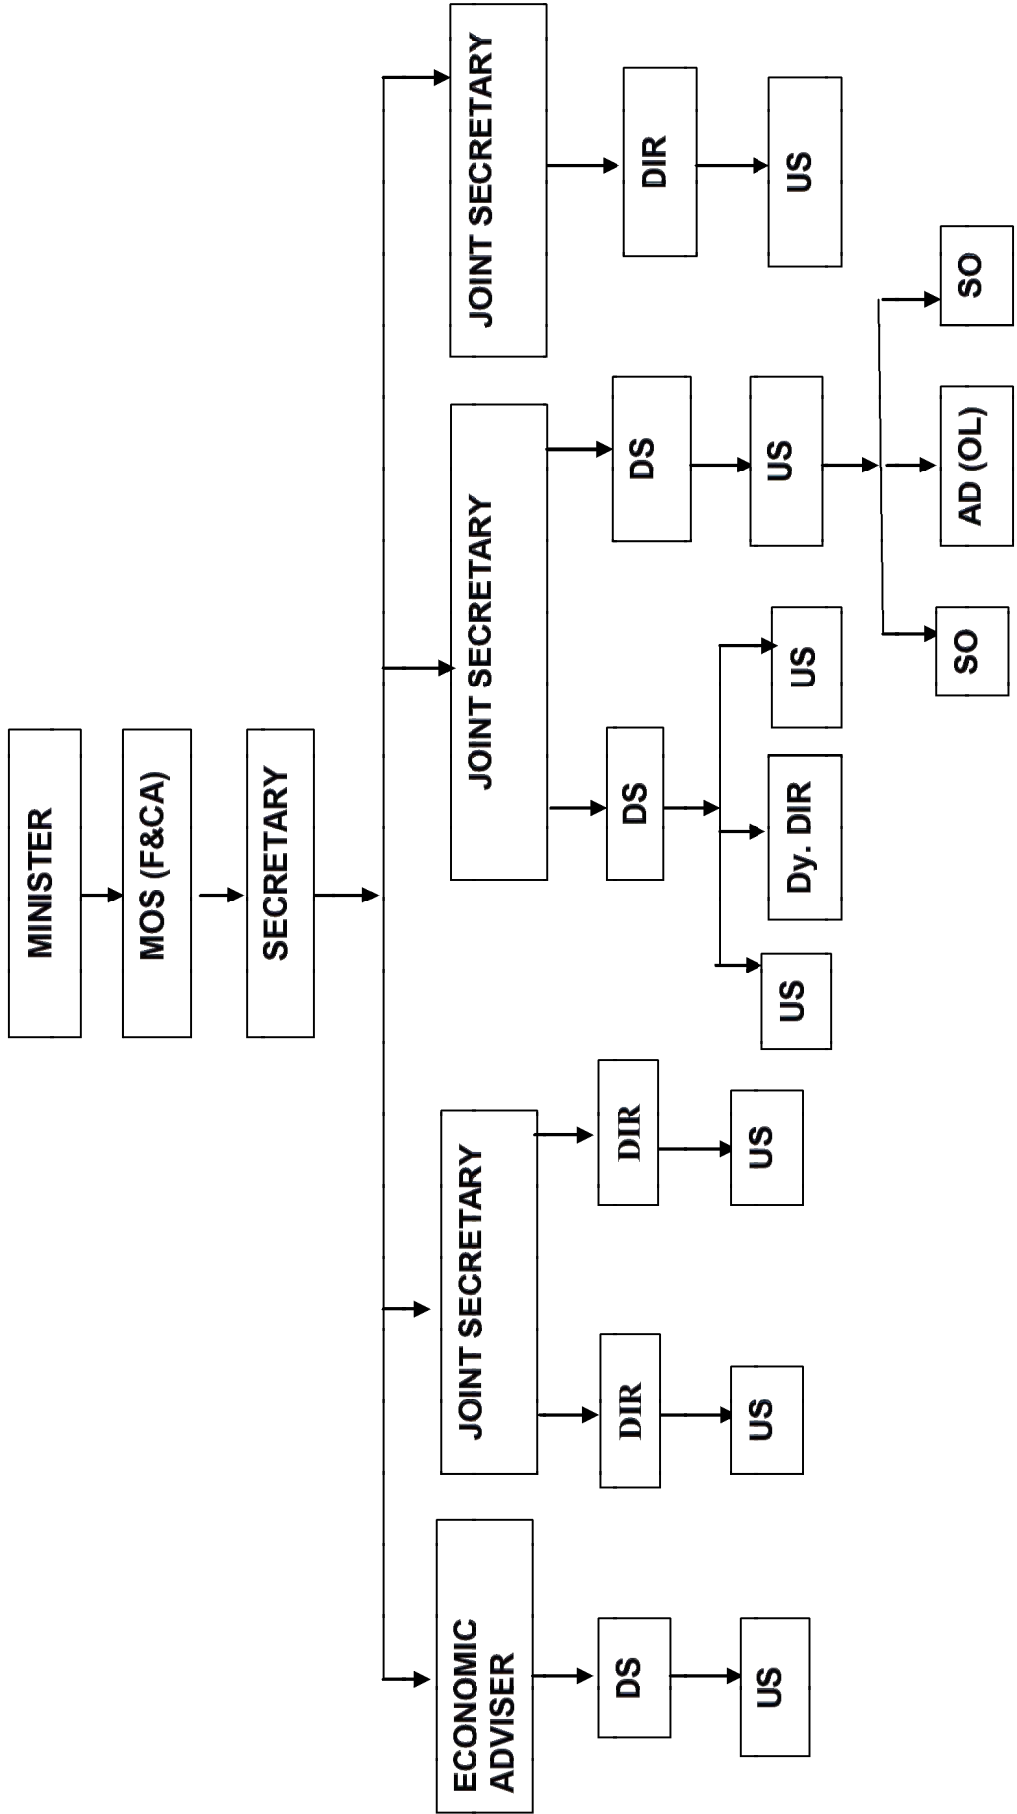 MINISTER
MOS (F&CA)
SECRETARY
ECONOMIC
ADVISER
JOINT SECRETARY
JOINT SECRETARY
JOINT SECRETARY
DS
DIR
DIR
DS
DS
DIR
US
US
US
US
Dy. DIR
US
US
US
SO
AD (OL)
SO